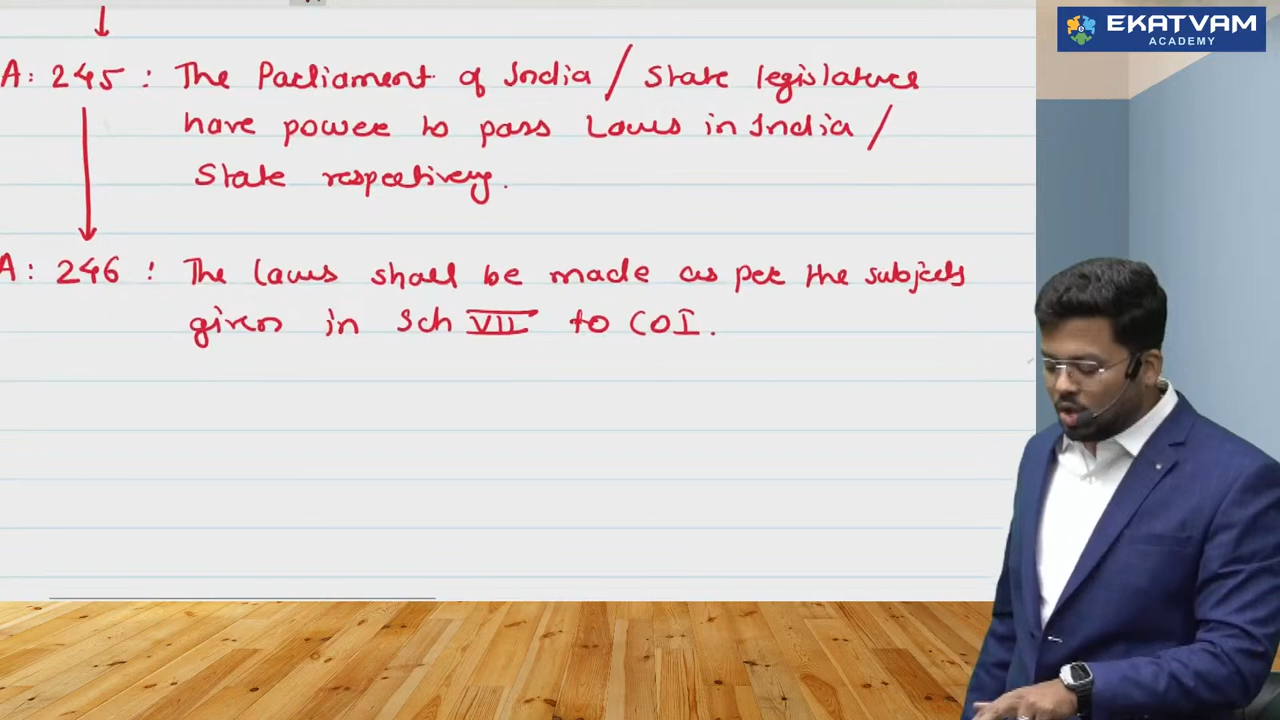 EKATVAM
ACADEMY
A: 245 : The Parliament of India / State legislature
have power to pass Laws in India /
State respectively.
A: 246 : The laws shall be made as per the subjects
given in Sch VII to COI.